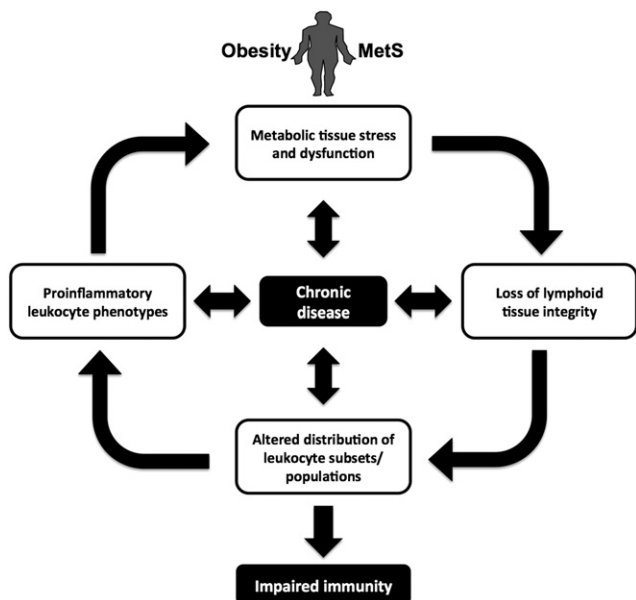 Obesity MetS
Metabolic tissue stress
and dysfunction
Proinflammatory
leukocyte phenotypes
Chronic
disease
Loss of lymphoid
tissue integrity
Altered distribution of
leukocyte subsets/
populations
Impaired immunity